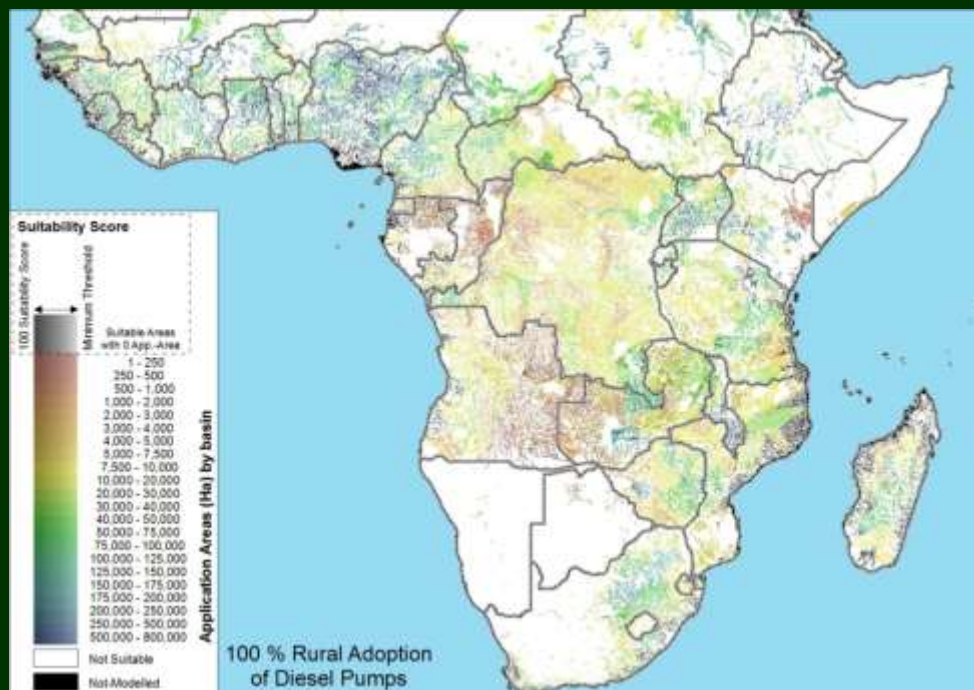 Suitability Score
100 Suitability Score
Minimum Threshold
Suitable Areas
with 0 App.-Area
1 - 250
250 - 500
500 - 1,000
1,000 - 2,000
2,000 - 3,000
3,000 - 4,000
4,000 - 5,000
5,000 - 7,500
7,500 - 10,000
10,000 - 20,000
20,000 - 30,000
30,000 - 40,000
40,000 - 50,000
50,000 - 75,000
75,000 - 100,000
100,000 - 125,000
125,000 - 150,000
150,000 - 175,000
175,000 - 200,000
200,000 - 250,000
250,000 - 500,000
500,000 - 800,000
Application Areas (Ha) by basin
Not Suitable
Not-Modelled
100 % Rural Adoption
of Diesel Pumps